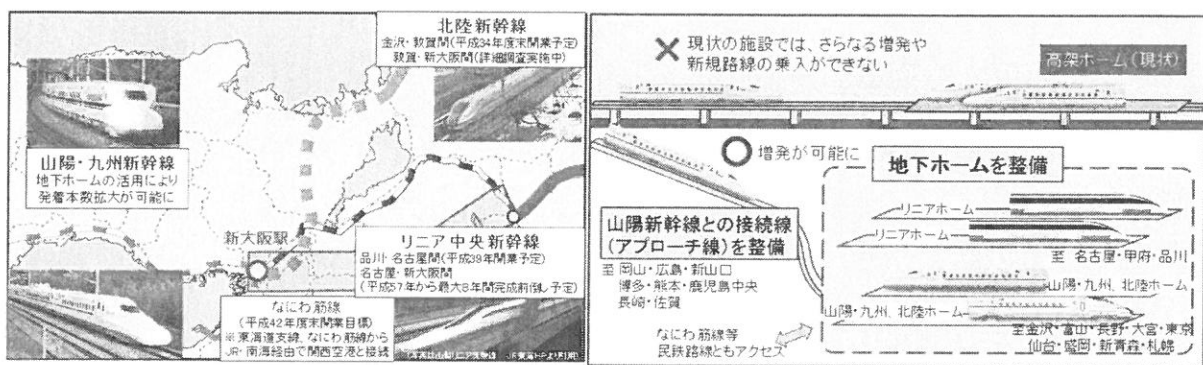 北陸新幹線
金沢・敦賀間(平成34年度末開業予定)
敦賀・新大阪間(詳細調査実施中)
山陽・九州新幹線
地下ホームの活用により
発着本数拡大が可能に
新大阪駅
リニア中央新幹線
品川・名古屋間(平成39年開業予定)
名古屋・新大阪間
(平成57年から最大8年間完成前倒し予定)
なにわ筋線
(平成42年度末開業目標)
※東海道支線、なにわ筋線から
JR・南海経由で関西空港と接続
JR東海HPより引用
✕ 現状の施設では、さらなる増発や
新規路線の乗入ができない
高架ホーム(現状)
○ 増発が可能に
地下ホームを整備
山陽新幹線との接続線
(アプローチ線)を整備
至 岡山・広島・新山口
博多・熊本・鹿児島中央
長崎・佐賀
リニアホーム
リニアホーム
至 名古屋・甲府・品川
山陽・九州、北陸ホーム
山陽・九州、北陸ホーム
至金沢・富山・長野・大宮・東京
仙台・盛岡・新青森・札幌
なにわ筋線等
民鉄路線ともアクセス